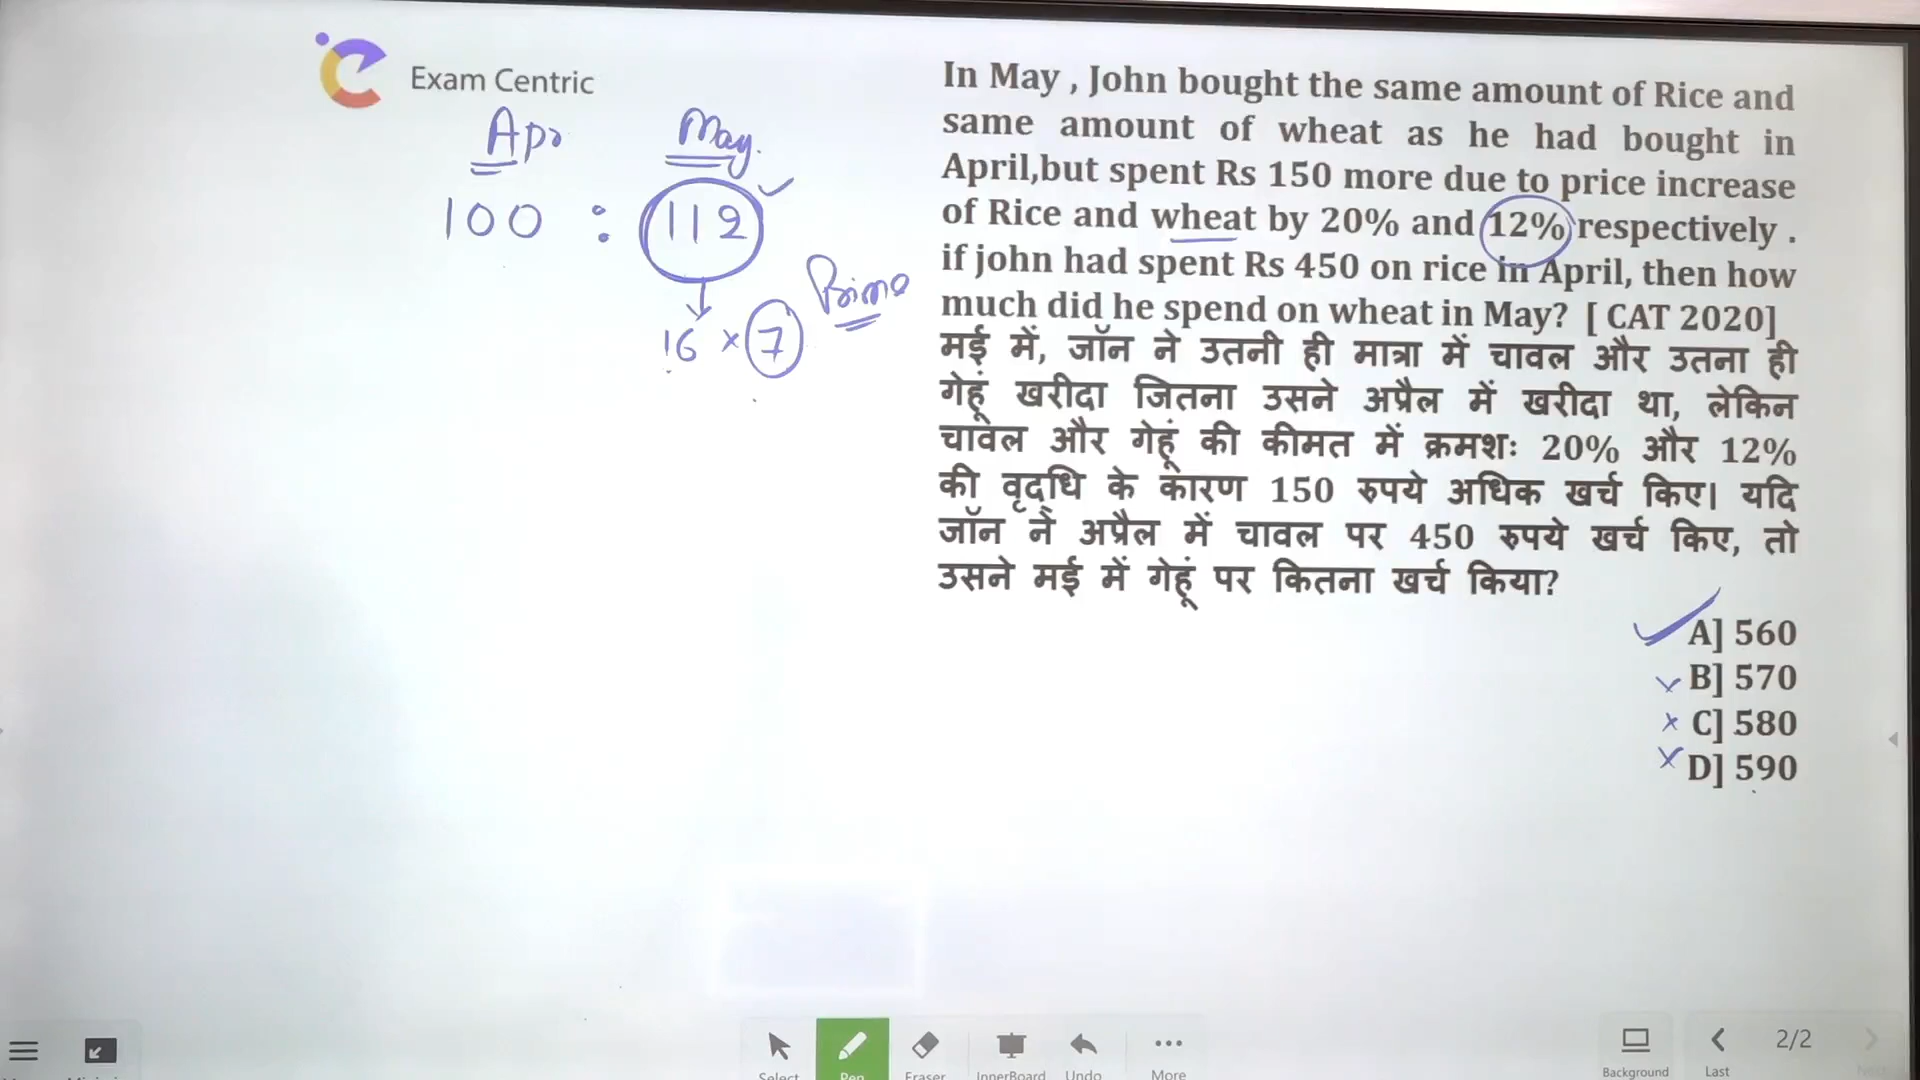 Exam Centric
Apr May.
100 : 112
16 × 7 Prime
In May , John bought the same amount of Rice and
same amount of wheat as he had bought in
April,but spent Rs 150 more due to price increase
of Rice and wheat by 20% and 12% respectively .
if john had spent Rs 450 on rice in April, then how
much did he spend on wheat in May? [ CAT 2020]
मई में, जॉन ने उतनी ही मात्रा में चावल और उतना ही
गेहूं खरीदा जितना उसने अप्रैल में खरीदा था, लेकिन
चावल और गेहूं की कीमत में क्रमशः 20% और 12%
की वृद्धि के कारण 150 रुपये अधिक खर्च किए। यदि
जॉन ने अप्रैल में चावल पर 450 रुपये खर्च किए, तो
उसने मई में गेहूं पर कितना खर्च किया?
A] 560
B] 570
C] 580
D] 590
Select Pen Eraser InnerBoard Undo More
Background Last 2/2